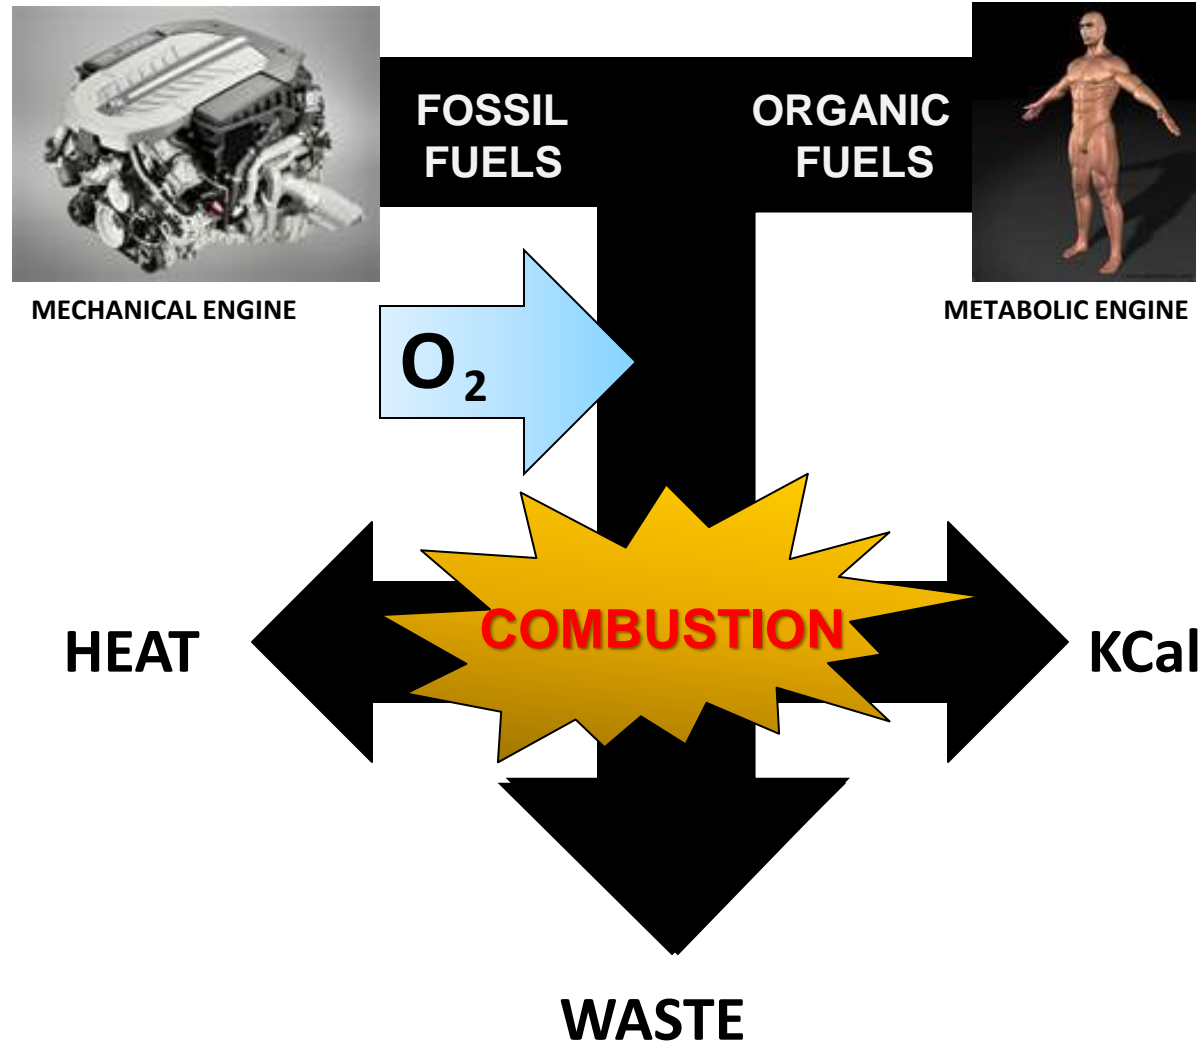 FOSSIL
FUELS
ORGANIC
FUELS
MECHANICAL ENGINE
METABOLIC ENGINE
O₂
COMBUSTION
HEAT
KCal
WASTE